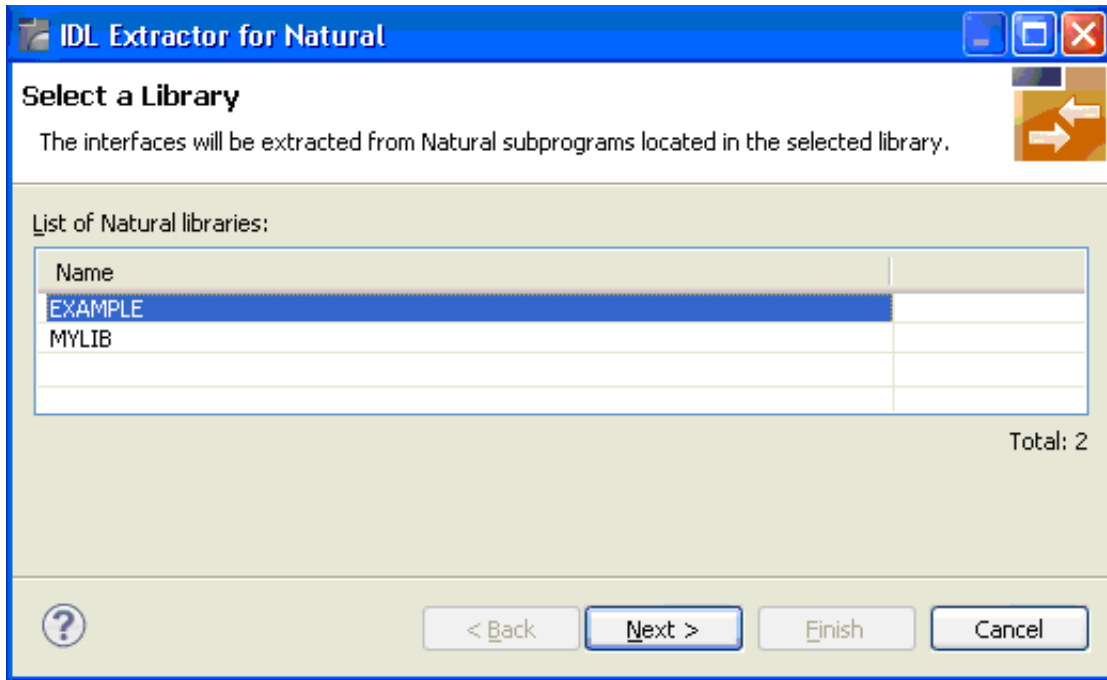 IDL Extractor for Natural
Select a Library
The interfaces will be extracted from Natural subprograms located in the selected library.
List of Natural libraries:
Name
EXAMPLE
MYLIB
Total: 2
? < Back Next > Finish Cancel